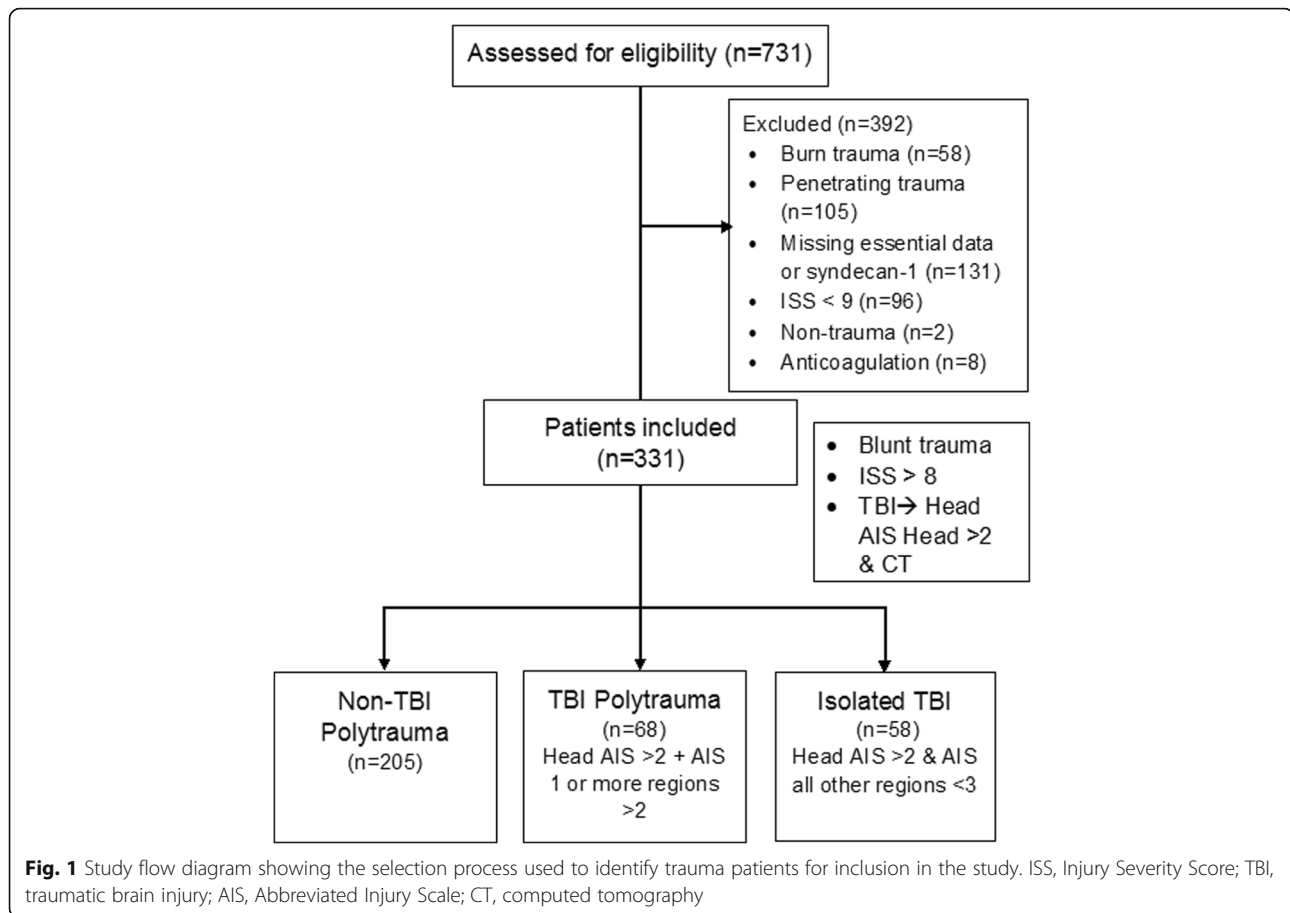 Assessed for eligibility (n=731)
Excluded (n=392)
• Burn trauma (n=58)
• Penetrating trauma
(n=105)
• Missing essential data
or syndecan-1 (n=131)
• ISS < 9 (n=96)
• Non-trauma (n=2)
• Anticoagulation (n=8)
Patients included
(n=331)
• Blunt trauma
• ISS > 8
• TBI→ Head
AIS Head >2
& CT
Non-TBI
Polytrauma
(n=205)
TBI Polytrauma
(n=68)
Head AIS >2 + AIS
1 or more regions
>2
Isolated TBI
(n=58)
Head AIS >2 & AIS
all other regions <3
Fig. 1 Study flow diagram showing the selection process used to identify trauma patients for inclusion in the study. ISS, Injury Severity Score; TBI,
traumatic brain injury; AIS, Abbreviated Injury Scale; CT, computed tomography